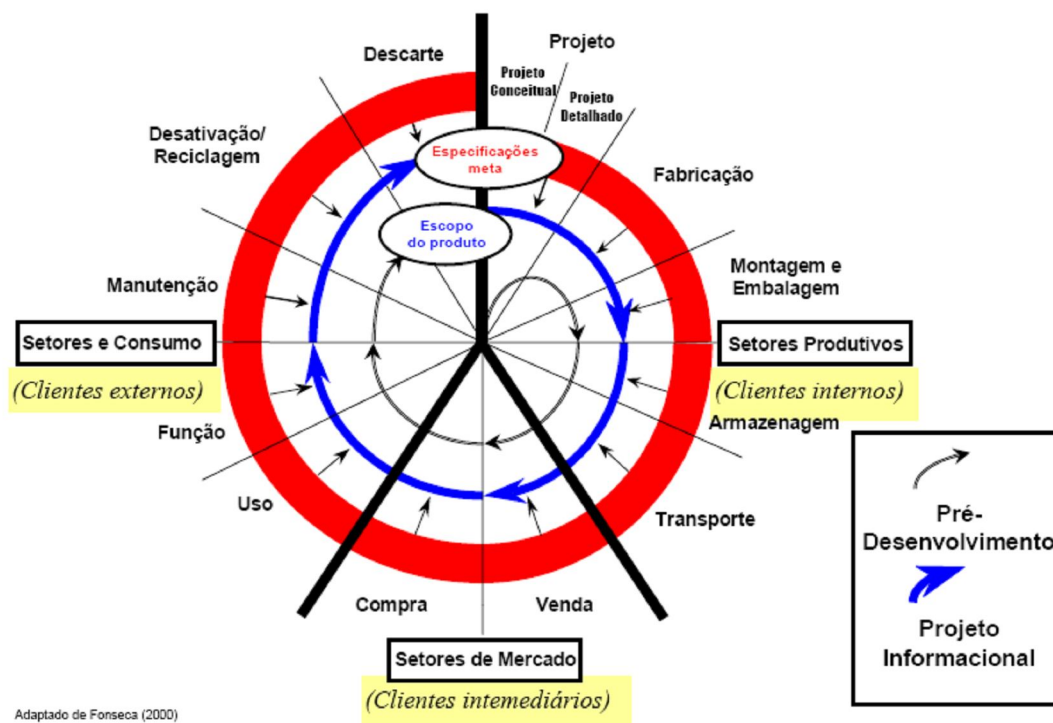 Descarte
Projeto
Projeto
Conceitual
Projeto
Detalhado
Desativação/
Reciclagem
Especificações
meta
Fabricação
Escopo
do produto
Manutenção
Montagem e
Embalagem
Setores e Consumo
(Clientes externos)
Setores Produtivos
(Clientes internos)
Função
Armazenagem
Uso
Transporte
Compra
Venda
Setores de Mercado
(Clientes intemediários)
Pré-
Desenvolvimento
Projeto
Informacional
Adaptado de Fonseca (2000)